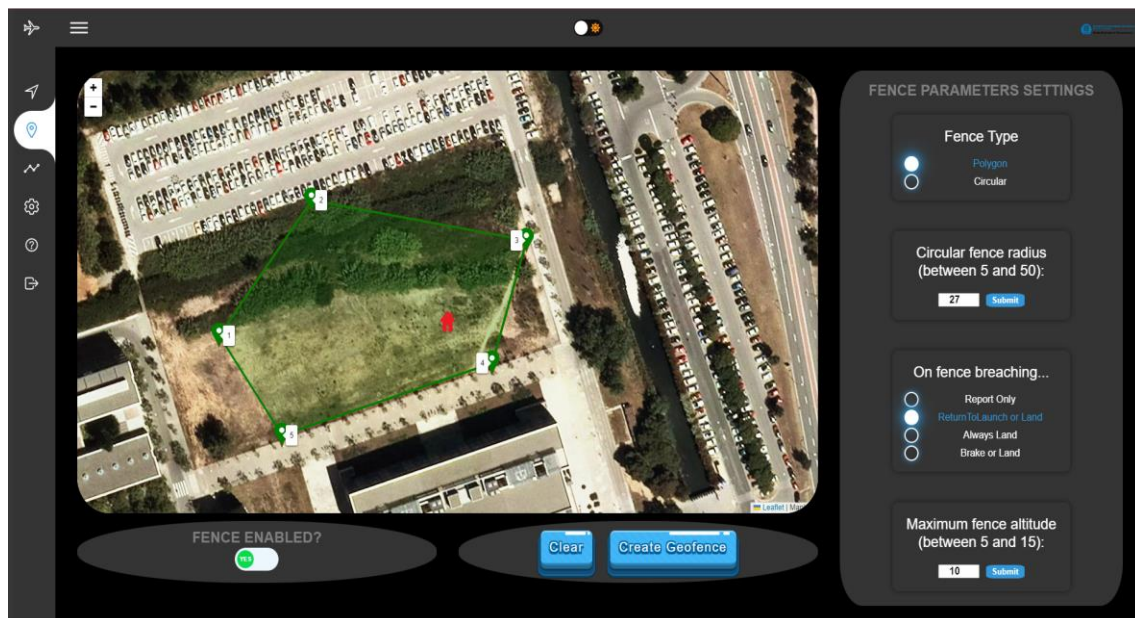 +
−
2
3
1
4
5
Leaflet
FENCE ENABLED?
YES
Clear
Create Geofence
FENCE PARAMETERS SETTINGS
Fence Type
Polygon
Circular
Circular fence radius
(between 5 and 50):
27 Submit
On fence breaching...
Report Only
ReturnToLaunch or Land
Always Land
Brake or Land
Maximum fence altitude
(between 5 and 15):
10 Submit